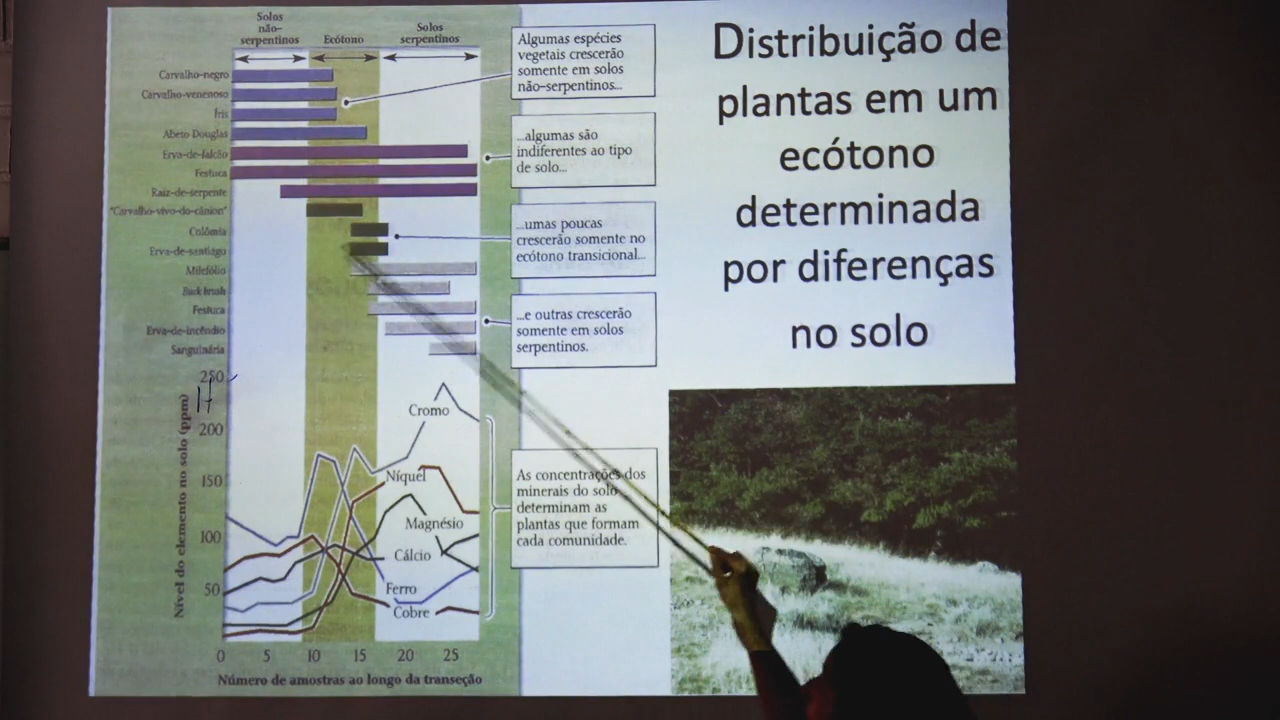 Solos
não-
serpentinos
Ecótono
Solos
serpentinos
Carvalho-negro
Carvalho-venenoso
Íris
Abeto Douglas
Erva-de-falcão
Festuca
Raiz-de-serpente
"Carvalho-vivo-do-cânion"
Colômia
Erva-de-santiago
Milefólio
Buck brush
Festuca
Erva-de-incêndio
Sanguinária
Algumas espécies
vegetais crescerão
somente em solos
não-serpentinos...
...algumas são
indiferentes ao tipo
de solo...
...umas poucas
crescerão somente no
ecótono transicional...
...e outras crescerão
somente em solos
serpentinos.
Distribuição de
plantas em um
ecótono
determinada
por diferenças
no solo
Nível do elemento no solo (ppm)
250
200
150
100
50
Cromo
Níquel
Magnésio
Cálcio
Ferro
Cobre
As concentrações dos
minerais do solo
determinam as
plantas que formam
cada comunidade.
0 5 10 15 20 25
Número de amostras ao longo da transeção